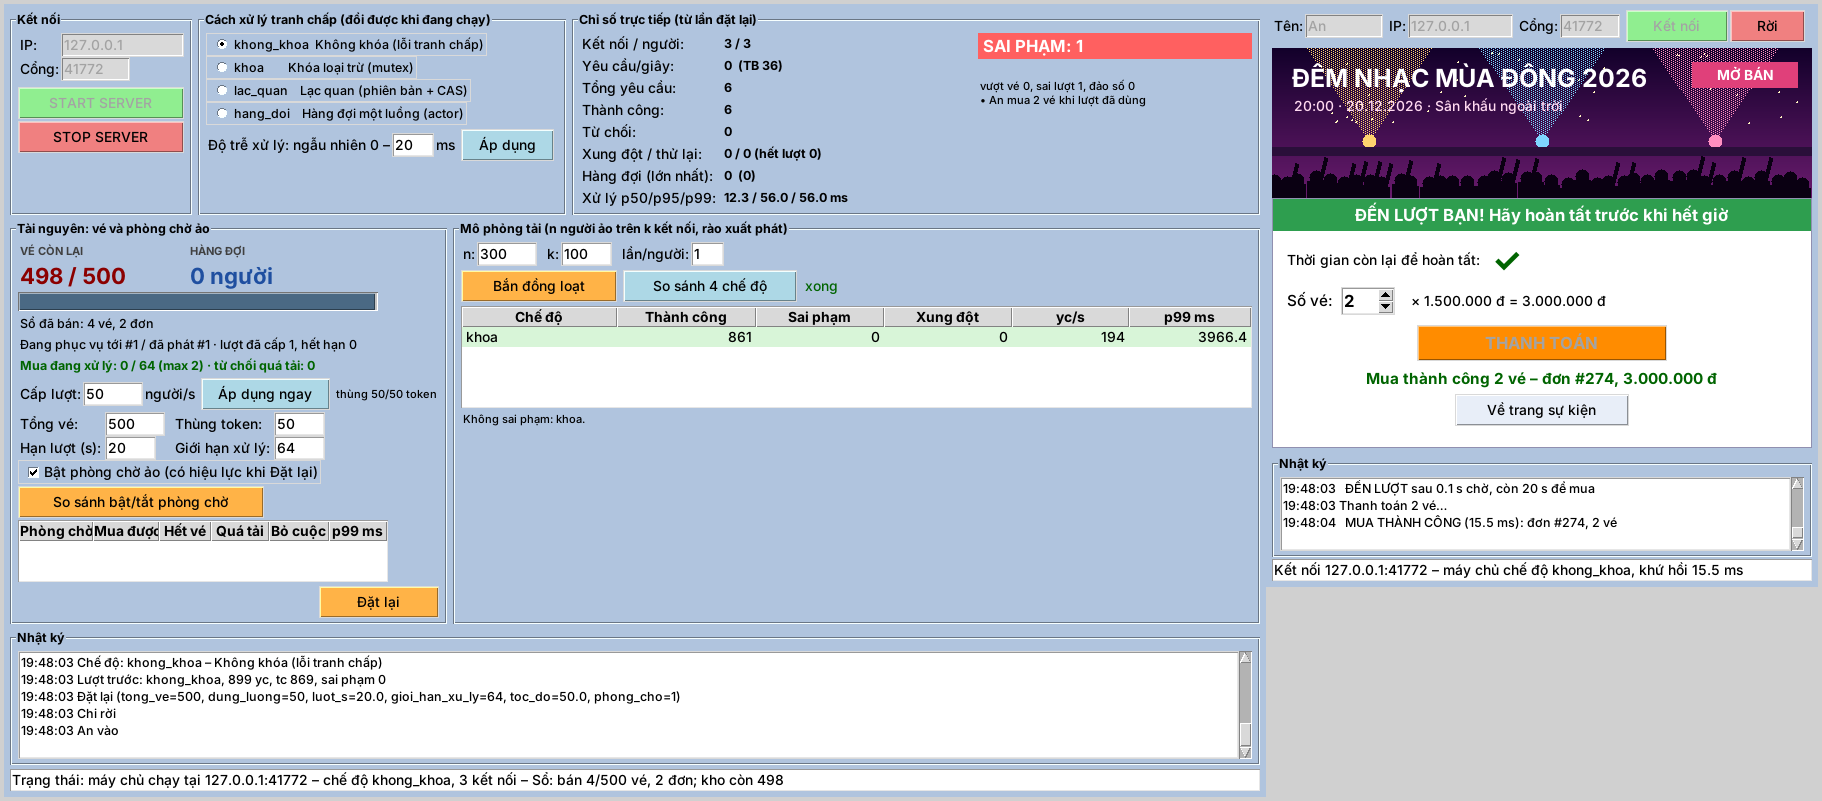 Kết nối
IP: 127.0.0.1
Cổng: 41772
START SERVER
STOP SERVER
Cách xử lý tranh chấp (đổi được khi đang chạy)
khong_khoa Không khóa (lỗi tranh chấp)
khoa Khóa loại trừ (mutex)
lac_quan Lạc quan (phiên bản + CAS)
hang_doi Hàng đợi một luồng (actor)
Độ trễ xử lý: ngẫu nhiên 0 – 20 ms Áp dụng
Chỉ số trực tiếp (từ lần đặt lại)
Kết nối / người: 3 / 3
Yêu cầu/giây: 0 (TB 36)
Tổng yêu cầu: 6
Thành công: 6
Từ chối: 0
Xung đột / thử lại: 0 / 0 (hết lượt 0)
Hàng đợi (lớn nhất): 0 (0)
Xử lý p50/p95/p99: 12.3 / 56.0 / 56.0 ms
SAI PHẠM: 1
vượt vé 0, sai lượt 1, đảo số 0
• An mua 2 vé khi lượt đã dùng
Tài nguyên: vé và phòng chờ ảo
VÉ CÒN LẠI HÀNG ĐỢI
498 / 500 0 người
Sổ đã bán: 4 vé, 2 đơn
Đang phục vụ tới #1 / đã phát #1 · lượt đã cấp 1, hết hạn 0
Mua đang xử lý: 0 / 64 (max 2) · từ chối quá tải: 0
Cấp lượt: 50 người/s Áp dụng ngay thùng 50/50 token
Tổng vé: 500 Thùng token: 50
Hạn lượt (s): 20 Giới hạn xử lý: 64
Bật phòng chờ ảo (có hiệu lực khi Đặt lại)
So sánh bật/tắt phòng chờ
Phòng chờ Mua được Hết vé Quá tải Bỏ cuộc p99 ms
Đặt lại
Mô phỏng tải (n người ảo trên k kết nối, rào xuất phát)
n: 300 k: 100 lần/người: 1
Bắn đồng loạt So sánh 4 chế độ xong
Chế độ Thành công Sai phạm Xung đột yc/s p99 ms
khoa 861 0 0 194 3966.4
Không sai phạm: khoa.
Nhật ký
19:48:03 Chế độ: khong_khoa – Không khóa (lỗi tranh chấp)
19:48:03 Lượt trước: khong_khoa, 899 yc, tc 869, sai phạm 0
19:48:03 Đặt lại (tong_ve=500, dung_luong=50, luot_s=20.0, gioi_han_xu_ly=64, toc_do=50.0, phong_cho=1)
19:48:03 Chi rời
19:48:03 An vào
Trạng thái: máy chủ chạy tại 127.0.0.1:41772 – chế độ khong_khoa, 3 kết nối – Sổ: bán 4/500 vé, 2 đơn; kho còn 498
Tên: An IP: 127.0.0.1 Cổng: 41772 Kết nối Rời
ĐÊM NHẠC MÙA ĐÔNG 2026 MỞ BÁN
20:00 · 20.12.2026 · Sân khấu ngoài trời
ĐẾN LƯỢT BẠN! Hãy hoàn tất trước khi hết giờ
Thời gian còn lại để hoàn tất:
Số vé: 2 × 1.500.000 đ = 3.000.000 đ
THANH TOÁN
Mua thành công 2 vé – đơn #274, 3.000.000 đ
Về trang sự kiện
Nhật ký
19:48:03 ĐẾN LƯỢT sau 0.1 s chờ, còn 20 s để mua
19:48:03 Thanh toán 2 vé...
19:48:04 MUA THÀNH CÔNG (15.5 ms): đơn #274, 2 vé
Kết nối 127.0.0.1:41772 – máy chủ chế độ khong_khoa, khứ hồi 15.5 ms